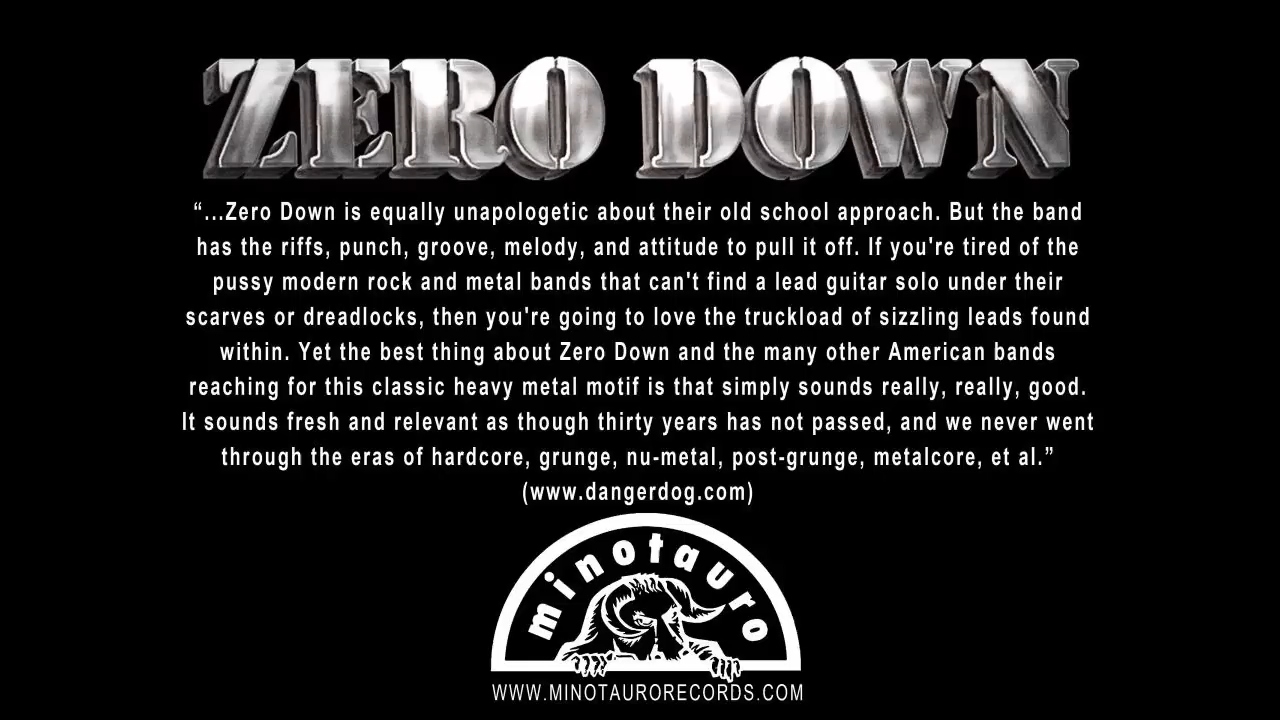 ZERO DOWN
“...Zero Down is equally unapologetic about their old school approach. But the band
has the riffs, punch, groove, melody, and attitude to pull it off. If you're tired of the
pussy modern rock and metal bands that can't find a lead guitar solo under their
scarves or dreadlocks, then you're going to love the truckload of sizzling leads found
within. Yet the best thing about Zero Down and the many other American bands
reaching for this classic heavy metal motif is that simply sounds really, really, good.
It sounds fresh and relevant as though thirty years has not passed, and we never went
through the eras of hardcore, grunge, nu-metal, post-grunge, metalcore, et al.”
(www.dangerdog.com)
minotauro
WWW.MINOTAURORECORDS.COM